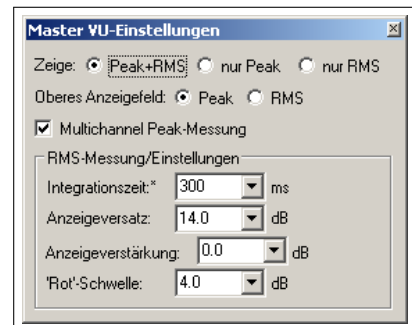 Master VU-Einstellungen
Zeige: Peak+RMS nur Peak nur RMS
Oberes Anzeigefeld: Peak RMS
Multichannel Peak-Messung
RMS-Messung/Einstellungen
Integrationszeit:* 300 ms
Anzeigeversatz: 14.0 dB
Anzeigeverstärkung: 0.0 dB
'Rot'-Schwelle: 4.0 dB